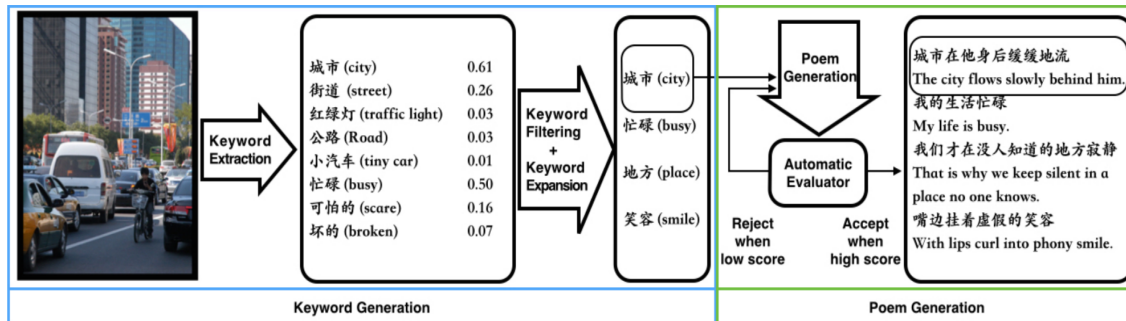 Keyword
Extraction
城市 (city) 0.61
街道 (street) 0.26
红绿灯 (traffic light) 0.03
公路 (Road) 0.03
小汽车 (tiny car) 0.01
忙碌 (busy) 0.50
可怕的 (scare) 0.16
坏的 (broken) 0.07
Keyword
Filtering
+
Keyword
Expansion
城市 (city)
忙碌 (busy)
地方 (place)
笑容 (smile)
Keyword Generation
Poem
Generation
Automatic
Evaluator
Reject
when
low score
Accept
when
high score
城市在他身后缓缓地流
The city flows slowly behind him.
我的生活忙碌
My life is busy.
我们才在没人知道的地方寂静
That is why we keep silent in a
place no one knows.
嘴边挂着虚假的笑容
With lips curl into phony smile.
Poem Generation